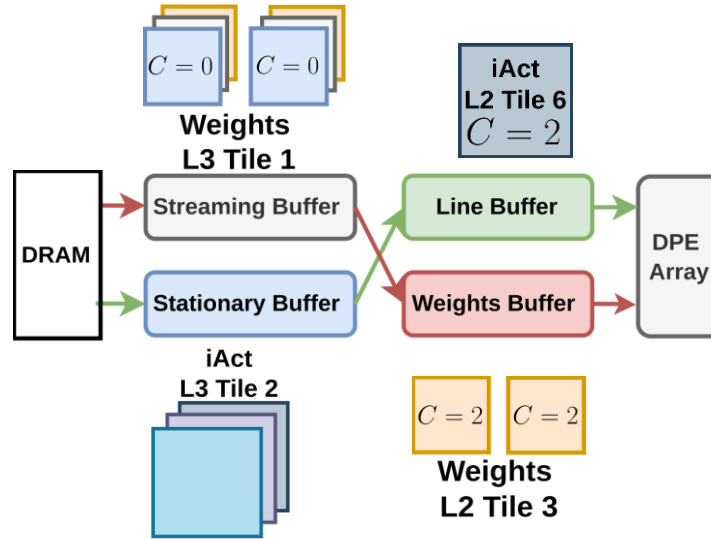 C = 0
C = 0
Weights
L3 Tile 1
iAct
L2 Tile 6
C = 2
DRAM
Streaming Buffer
Line Buffer
DPE
Array
Stationary Buffer
Weights Buffer
iAct
L3 Tile 2
C = 2
C = 2
Weights
L2 Tile 3